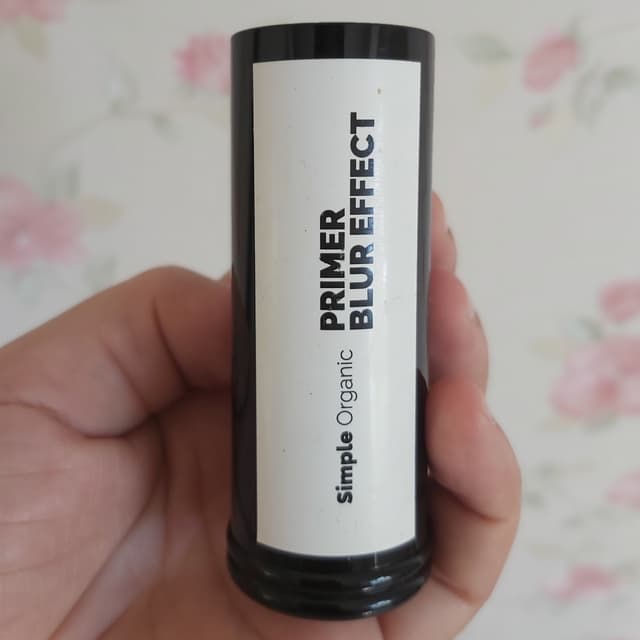 Simple Organic
PRIMER
BLUR EFFECT